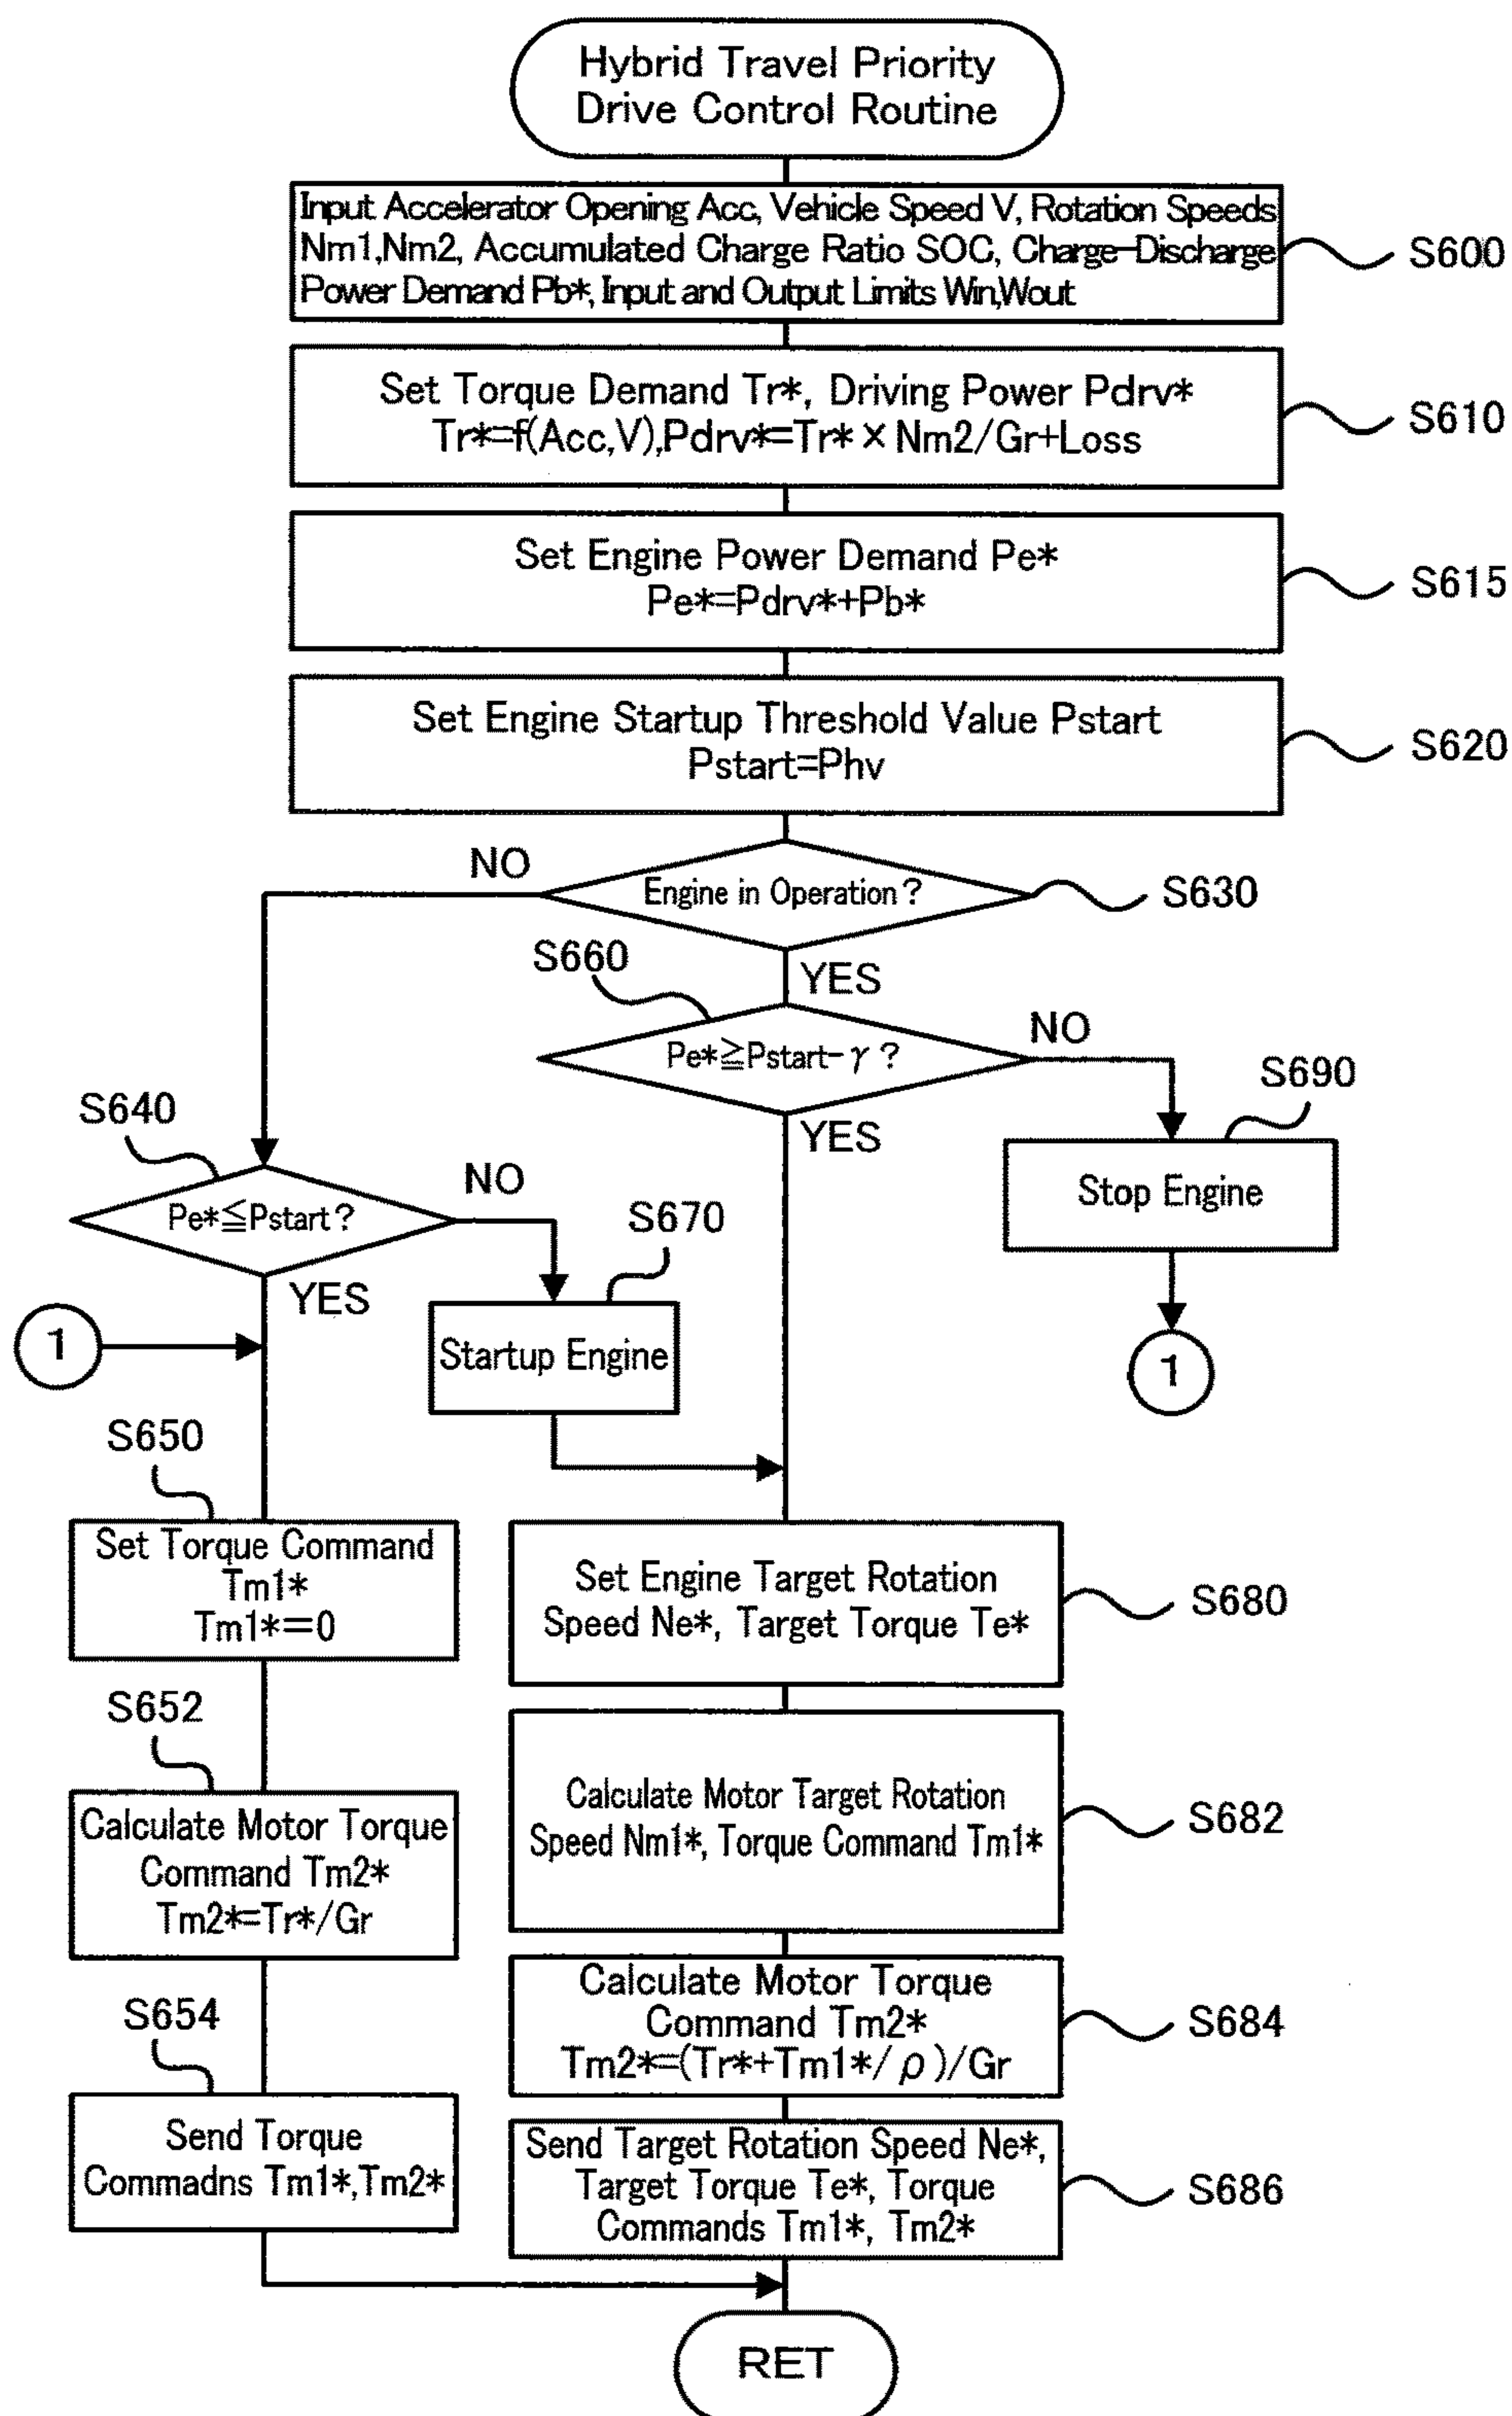 Hybrid Travel Priority
Drive Control Routine
Input Accelerator Opening Acc, Vehicle Speed V, Rotation Speeds
Nm1,Nm2, Accumulated Charge Ratio SOC, Charge-Discharge
Power Demand Pb*, Input and Output Limits Win,Wout
S600
Set Torque Demand Tr*, Driving Power Pdrv*
Tr*=f(Acc,V),Pdrv*=Tr*×Nm2/Gr+Loss
S610
Set Engine Power Demand Pe*
Pe*=Pdrv*+Pb*
S615
Set Engine Startup Threshold Value Pstart
Pstart=Phv
S620
NO
Engine in Operation?
S630
S660
YES
Pe*≧Pstart-γ?
NO
S690
S640
YES
Stop Engine
NO
Pe*≦Pstart?
S670
YES
1
Startup Engine
1
S650
Set Torque Command
Tm1*
Tm1*=0
Set Engine Target Rotation
Speed Ne*, Target Torque Te*
S680
S652
Calculate Motor Torque
Command Tm2*
Tm2*=Tr*/Gr
Calculate Motor Target Rotation
Speed Nm1*, Torque Command Tm1*
S682
Calculate Motor Torque
Command Tm2*
Tm2*=(Tr*+Tm1*/ρ)/Gr
S684
S654
Send Torque
Commadns Tm1*,Tm2*
Send Target Rotation Speed Ne*,
Target Torque Te*, Torque
Commands Tm1*, Tm2*
S686
RET